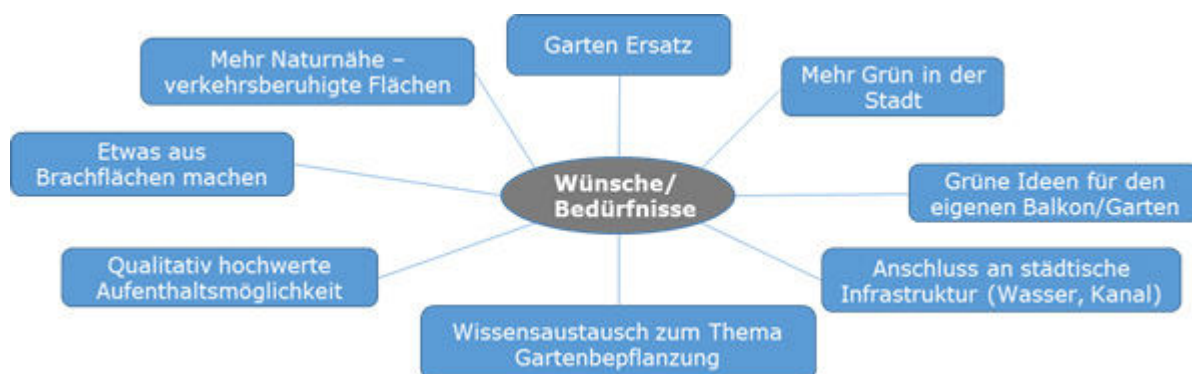 Garten Ersatz
Mehr Naturnähe –
verkehrsberuhigte Flächen
Mehr Grün in der
Stadt
Etwas aus
Brachflächen machen
Wünsche/
Bedürfnisse
Grüne Ideen für den
eigenen Balkon/Garten
Qualitativ hochwerte
Aufenthaltsmöglichkeit
Anschluss an städtische
Infrastruktur (Wasser, Kanal)
Wissensaustausch zum Thema
Gartenbepflanzung